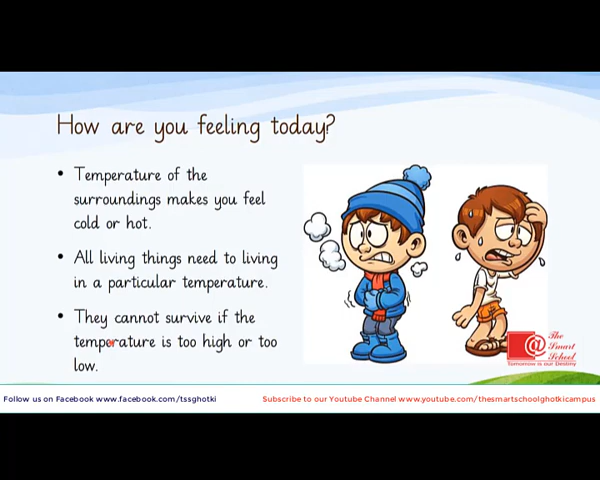 How are you feeling today?
• Temperature of the
surroundings makes you feel
cold or hot.
• All living things need to living
in a particular temperature.
• They cannot survive if the
temperature is too high or too
low.
@ The
Smart
School
Tomorrow is our Destiny
Follow us on Facebook www.facebook.com/tssghotki
Subscribe to our Youtube Channel www.youtube.com/thesmartschoolghotkicampus